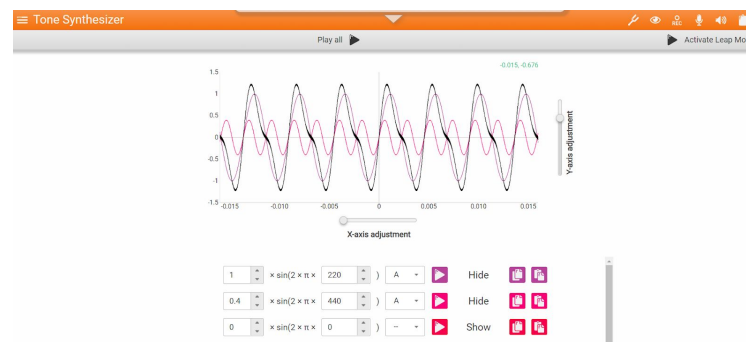 Tone Synthesizer
REC
Play all
Activate Leap Mo
-0.015, -0.676
1.5
1
0.5
0
-0.5
-1
-1.5
-0.015 -0.010 -0.005 0 0.005 0.010 0.015
Y-axis adjustment
X-axis adjustment
1 × sin(2 × π × 220 ) A Hide
0.4 × sin(2 × π × 440 ) A Hide
0 × sin(2 × π × 0 ) -- Show